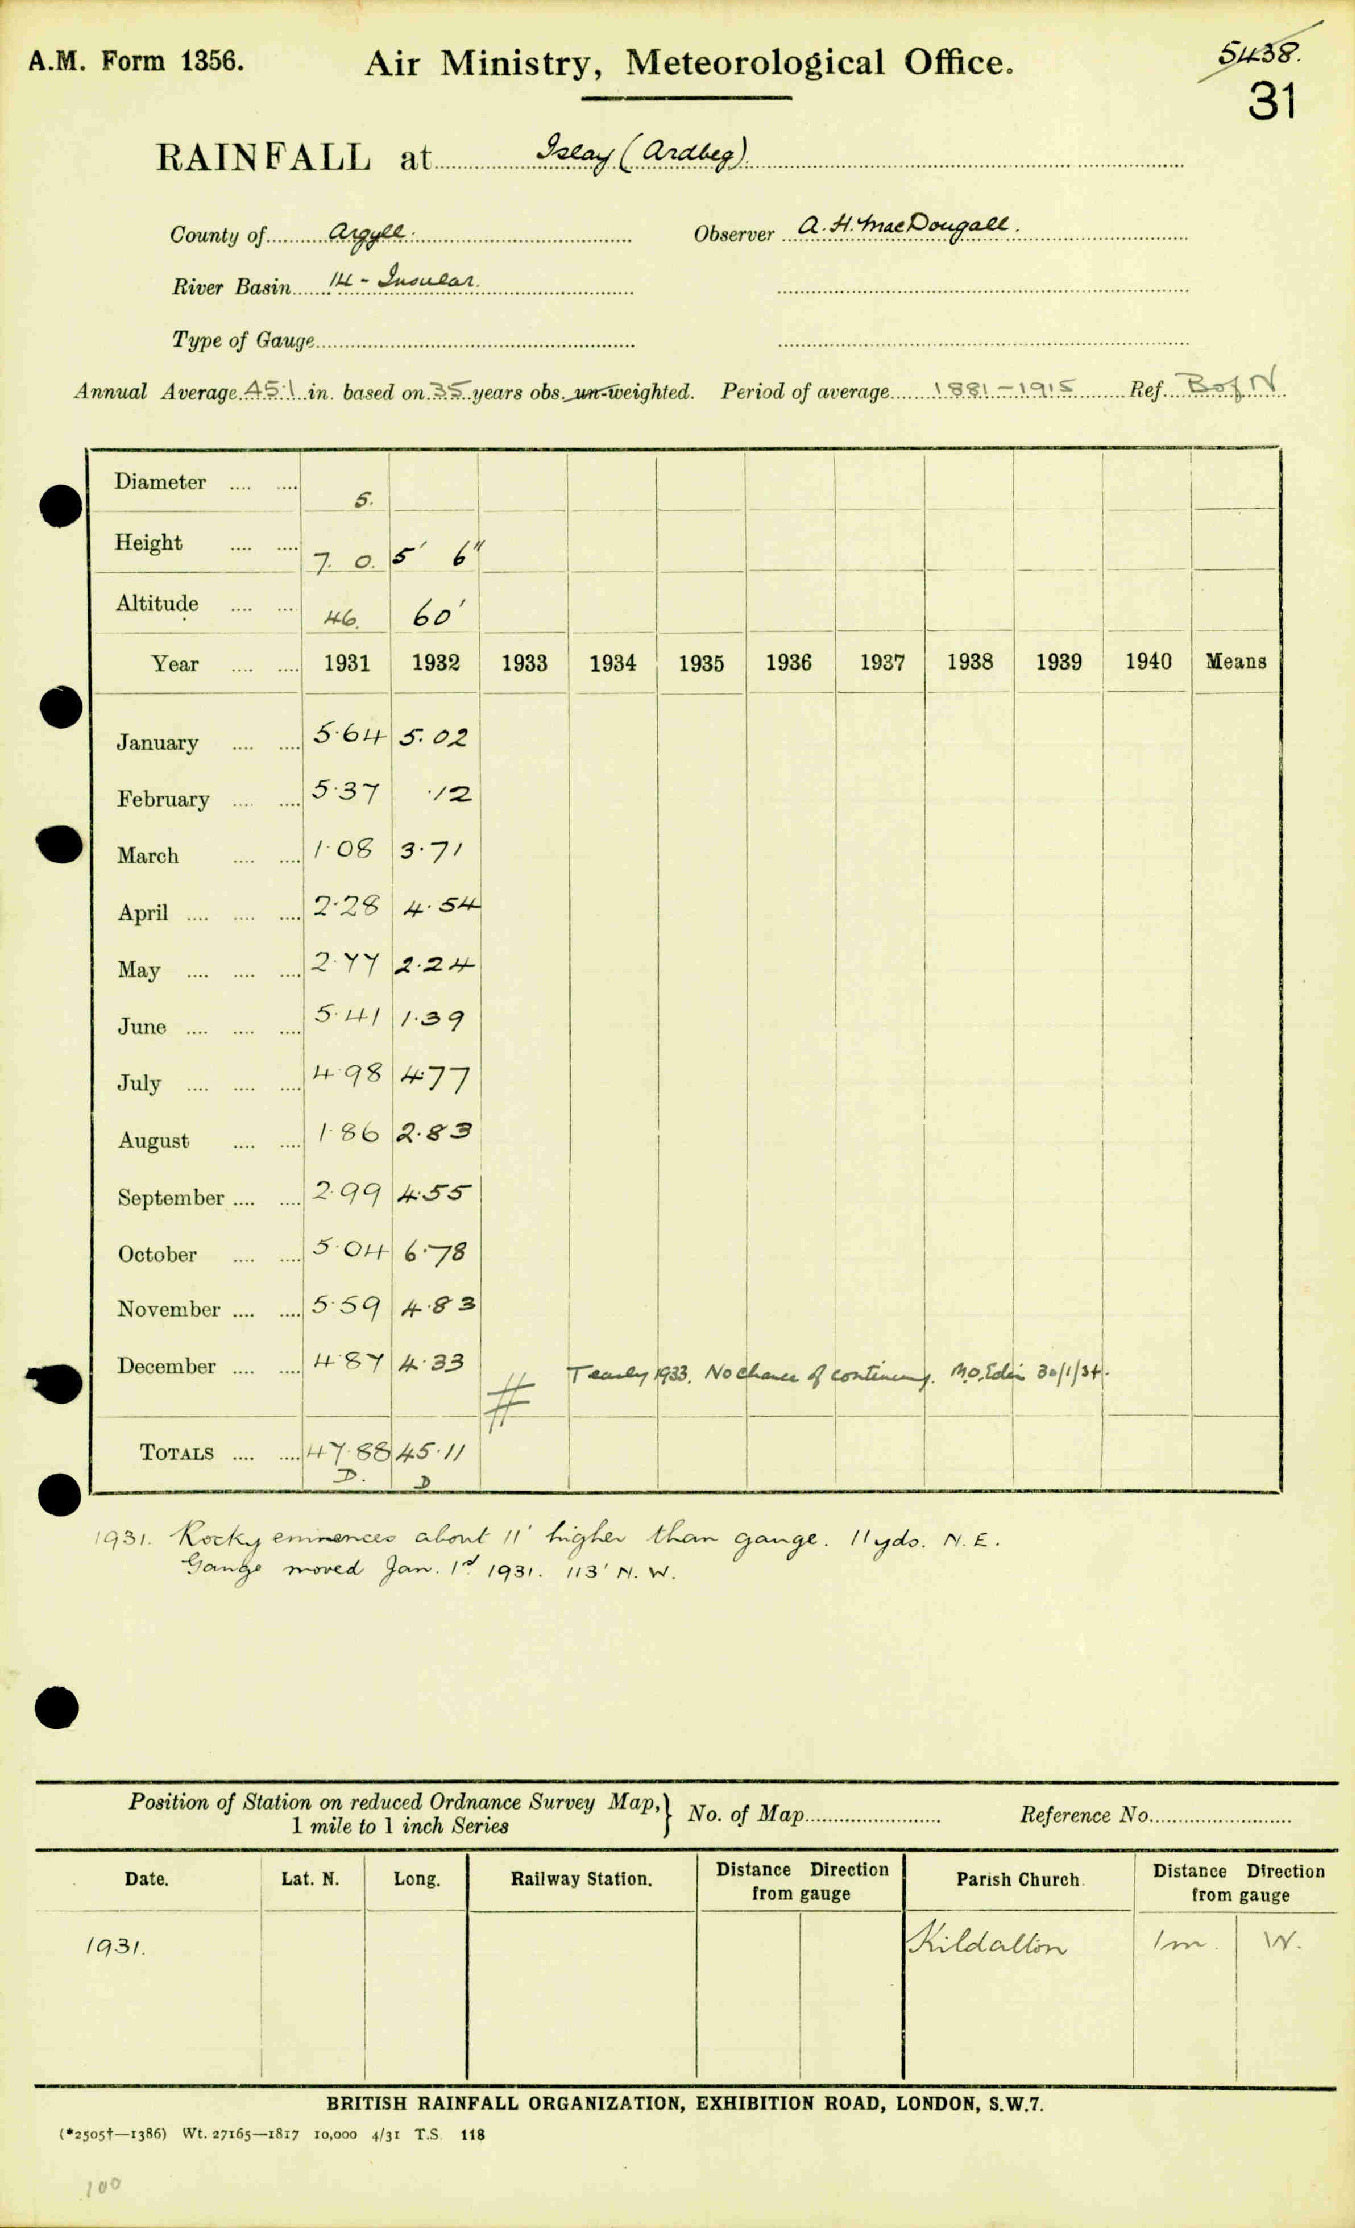 A.M. Form 1356. Air Ministry, Meteorological Office. 5438.
31
RAINFALL at Islay (Ardbeg).
County of Argyll. Observer A. H. MacDougall.
River Basin 14 - Insular.
Type of Gauge
Annual Average 45.1 in. based on 35 years obs. un-weighted. Period of average 1881-1915 Ref. B of N
Diameter .... .... 5.
Height .... .... 7. 0. 5' 6"
Altitude .... .... 46. 60'
Year .... .... 1931 1932 1933 1934 1935 1936 1937 1938 1939 1940 Means
January .... .... 5.64 5.02
February .... .... 5.37 .12
March .... .... 1.08 3.71
April .... .... .... 2.28 4.54
May .... .... .... 2.77 2.24
June .... .... .... 5.41 1.39
July .... .... .... 4.98 4.77
August .... .... 1.86 2.83
September .... .... 2.99 4.55
October .... .... 5.04 6.78
November .... .... 5.59 4.83
December .... .... 4.87 4.33
# T early 1933. No chance of continuing. M.O. Edin 30/1/34.
TOTALS .... .... 47.88 45.11
D. D
1931. Rocky eminences about 11' higher than gauge. 11 yds. N.E.
Gauge moved Jan. 1st 1931. 113' N.W.
Position of Station on reduced Ordnance Survey Map, } No. of Map Reference No.
1 mile to 1 inch Series
Date. Lat. N. Long. Railway Station. Distance Direction from gauge Parish Church. Distance Direction from gauge
1931. Kildalton 1m. W.
BRITISH RAINFALL ORGANIZATION, EXHIBITION ROAD, LONDON, S.W.7.
(*2505†—1386) Wt. 27165—1817 10,000 4/31 T.S. 118
100